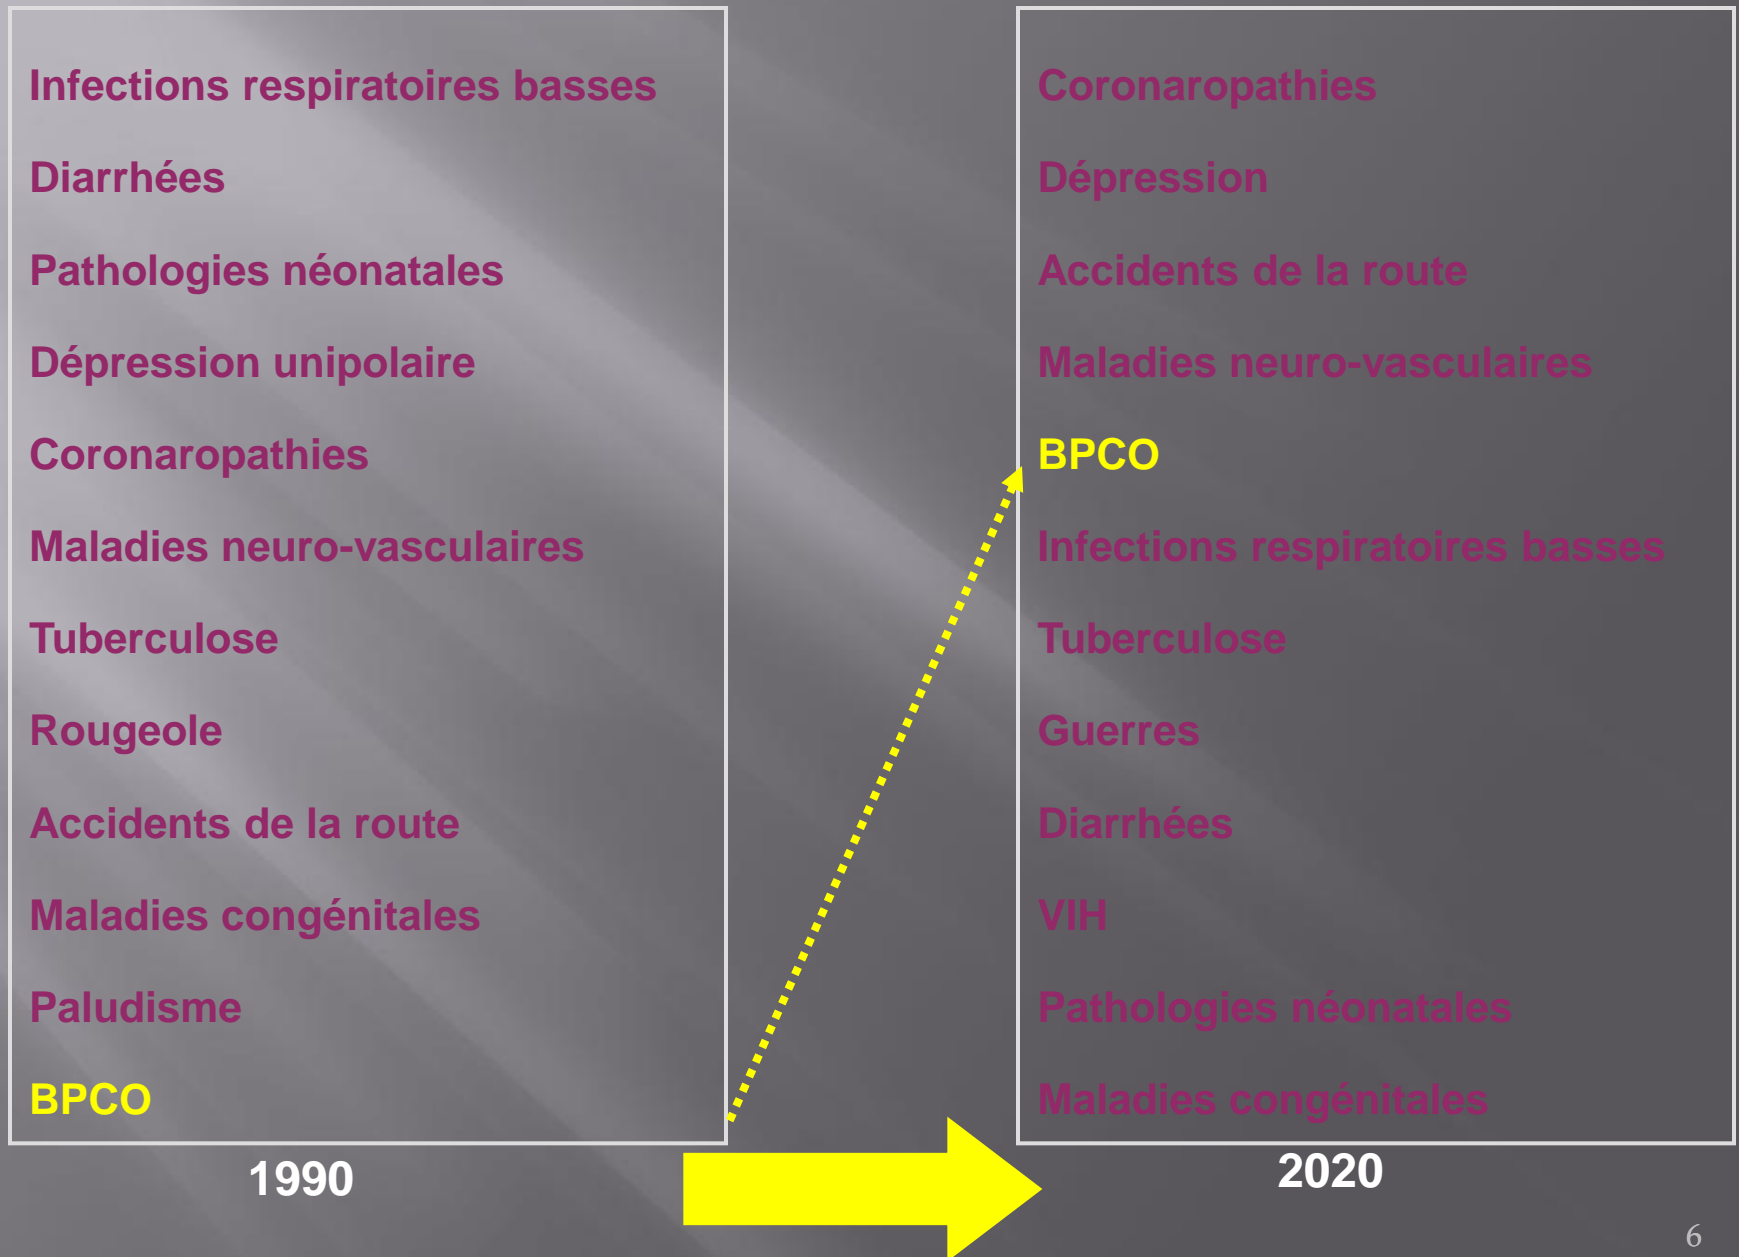 Infections respiratoires basses
Diarrhées
Pathologies néonatales
Dépression unipolaire
Coronaropathies
Maladies neuro-vasculaires
Tuberculose
Rougeole
Accidents de la route
Maladies congénitales
Paludisme
BPCO
1990
Coronaropathies
Dépression
Accidents de la route
Maladies neuro-vasculaires
BPCO
Infections respiratoires basses
Tuberculose
Guerres
Diarrhées
VIH
Pathologies néonatales
Maladies congénitales
2020
6